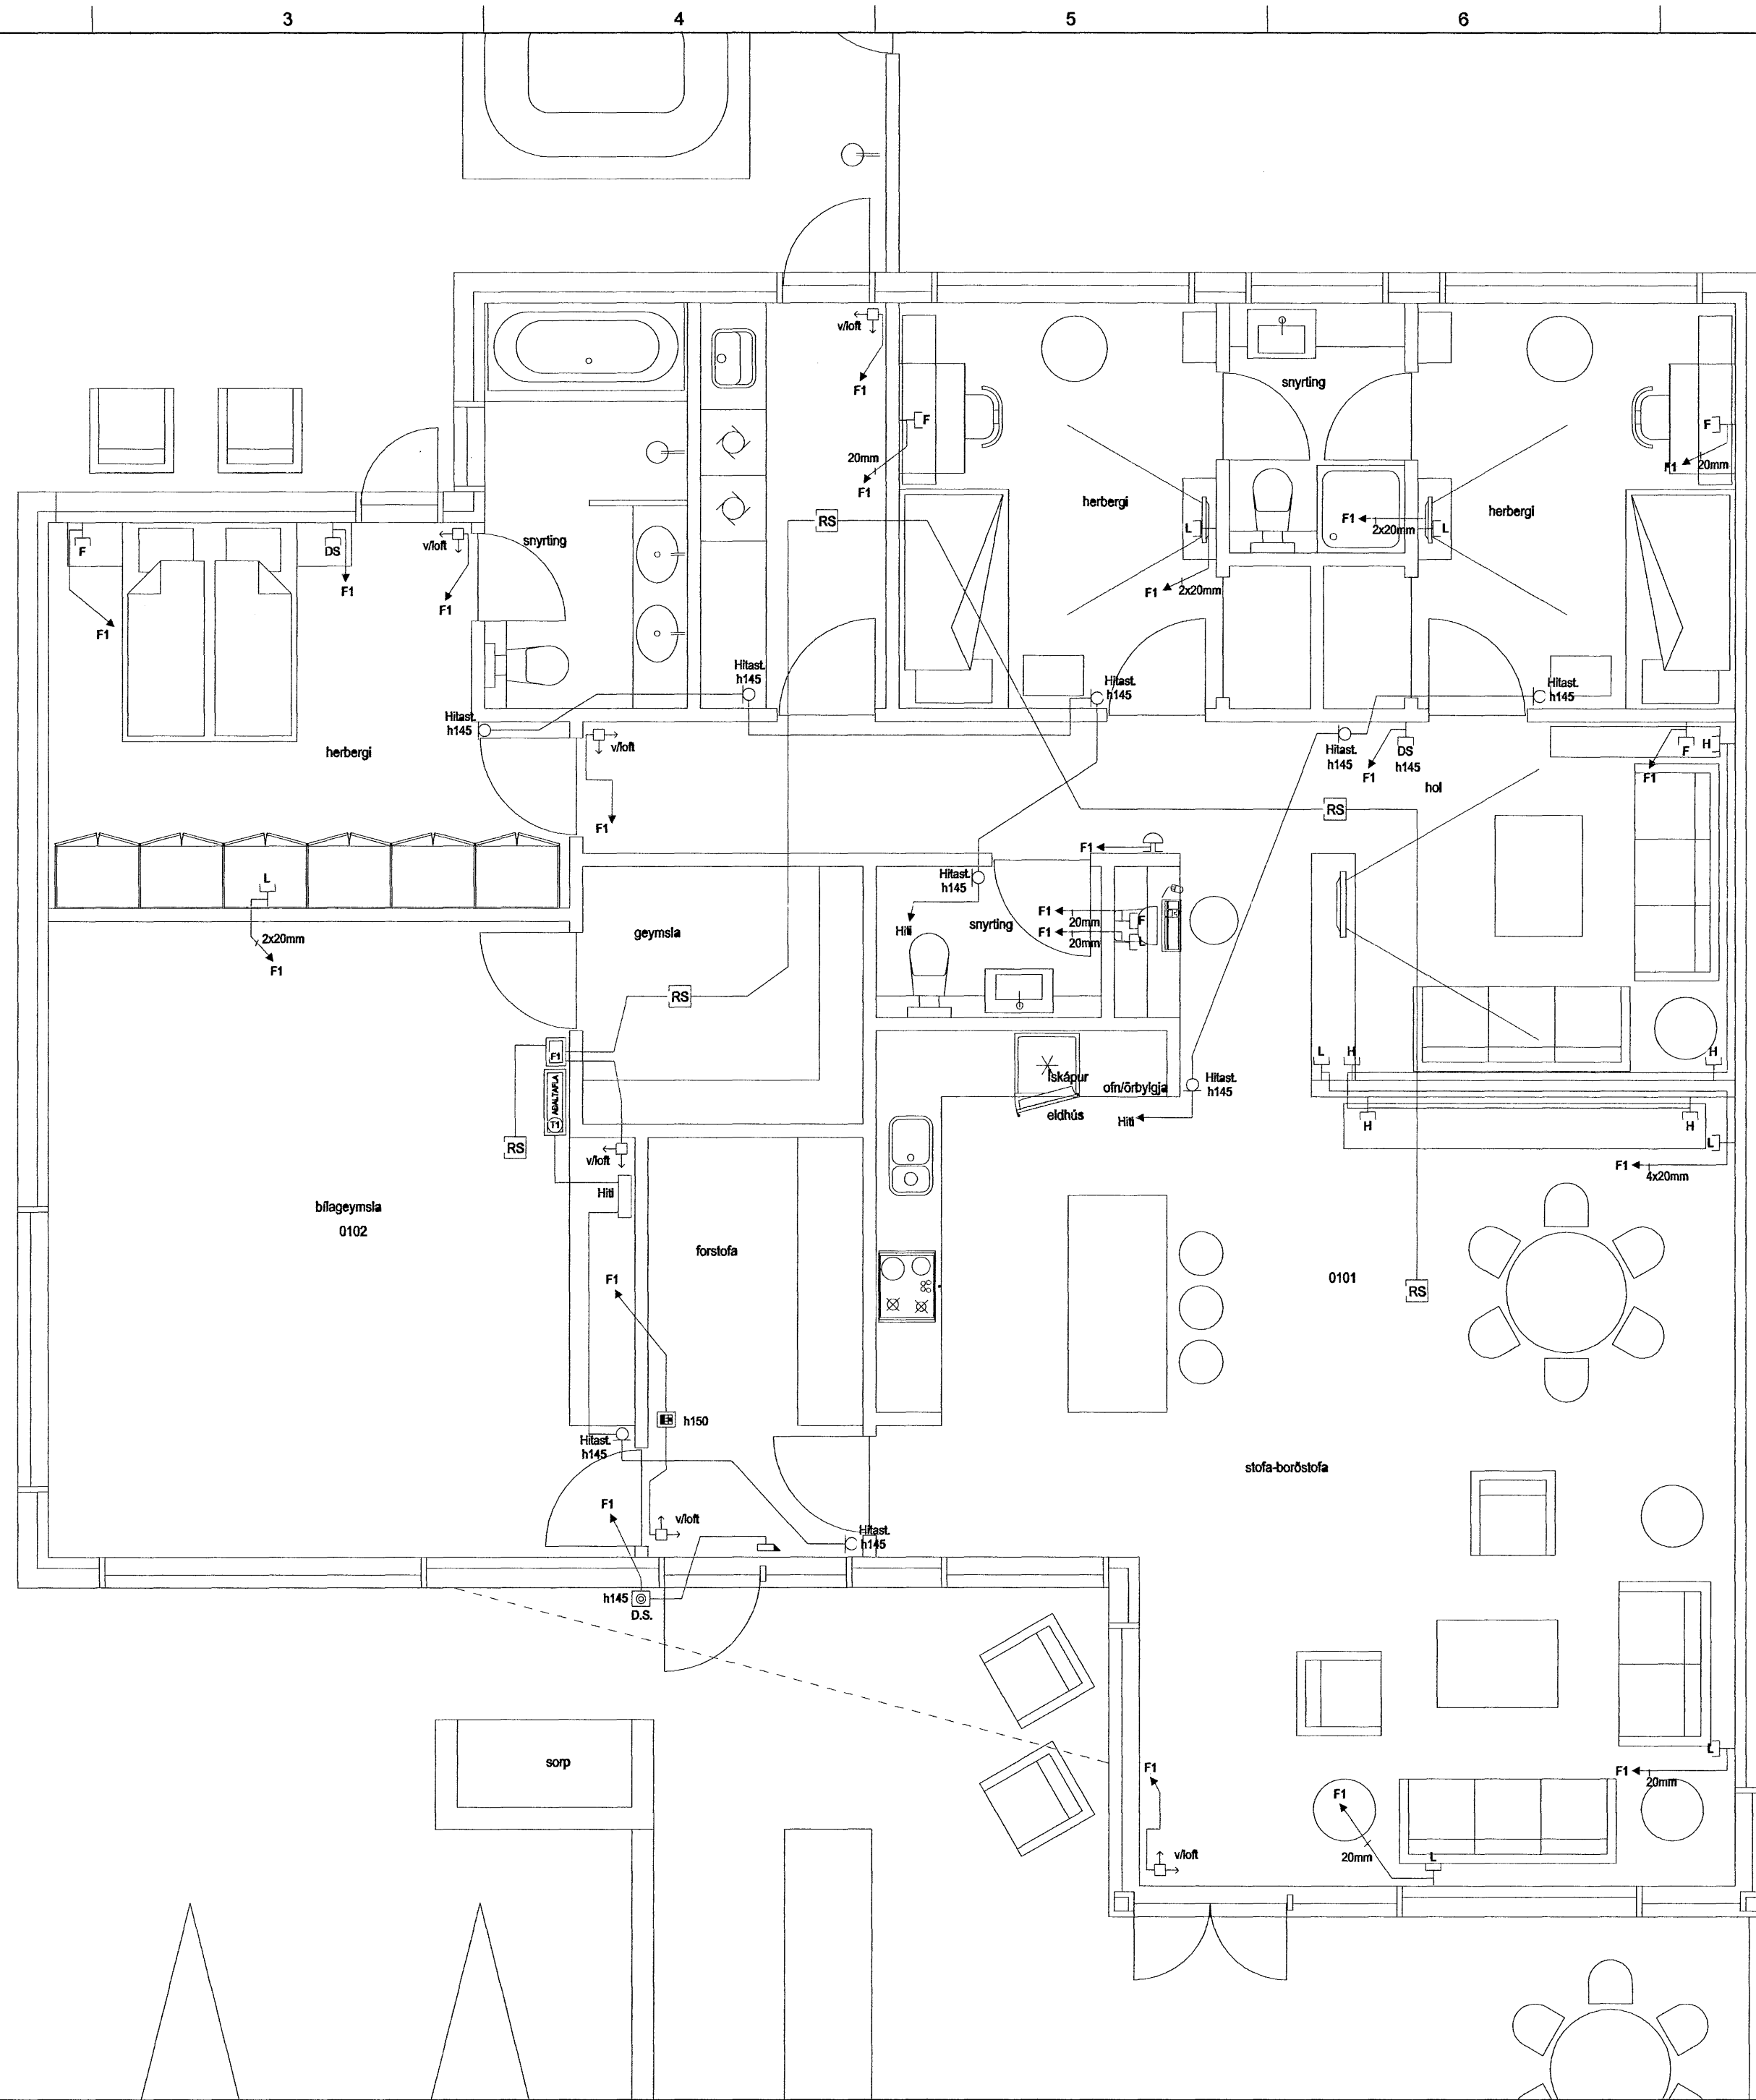 3 4 5 6
v/loft
F1
snyrting
F
20mm
F1
F
F1 20mm
herbergi
herbergi
RS
L
F1
2x20mm
L
F
DS
v/loft
snyrting
F1
F1
F1
F1
2x20mm
Hitast.
h145
Hitast.
h145
Hitast.
h145
Hitast.
h145
herbergi
v/loft
Hitast.
h145
DS
h145
F1
F
H
F1
hol
RS
F1
F1
L
Hitast.
h145
F1
20mm
F
F1
20mm
L
Hiti
snyrting
geymsla
2x20mm
F1
RS
F1
L
H
H
Ískápur
ofn/örbylgja
Hitast.
h145
eldhús
Hiti
AÐALTAFLA
T1
H
H
L
RS
v/loft
F1
4x20mm
Hiti
bílageymsla
0102
forstofa
F1
0101
RS
h150
Hitast.
h145
stofa-borðstofa
F1
v/loft
Hitast.
h145
h145
D.S.
sorp
L
F1
20mm
F1
F1
v/loft
20mm
L